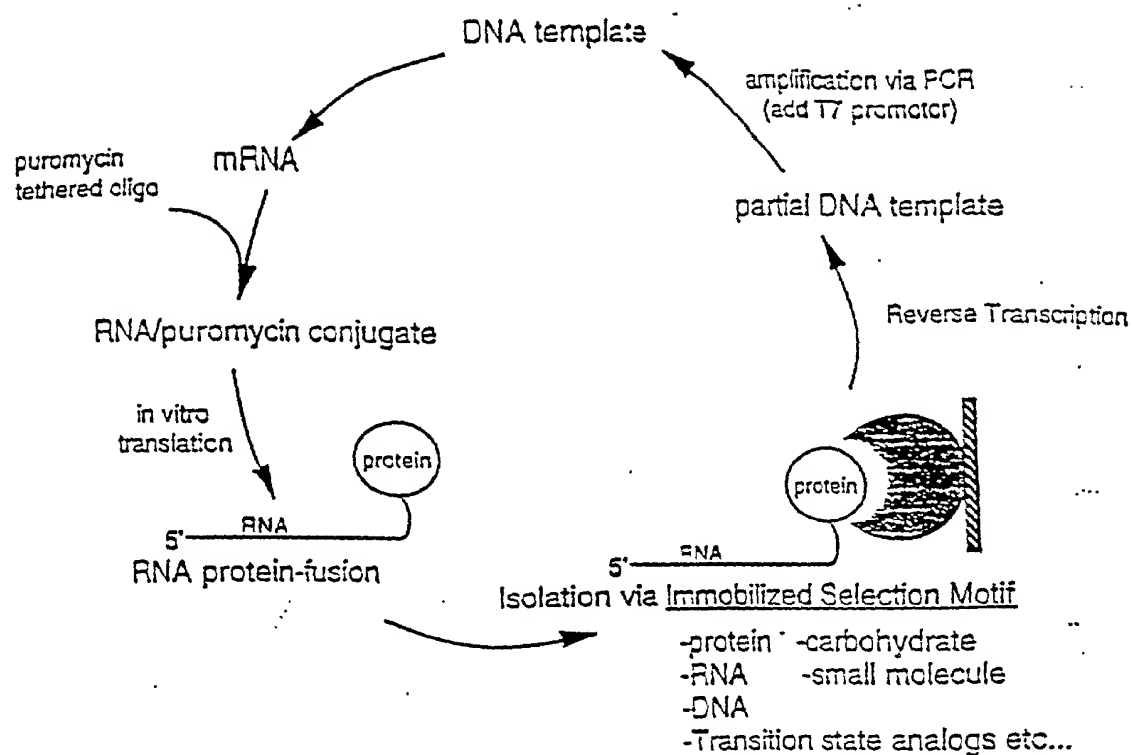 DNA template
amplification via PCR
(add T7 promoter)
puromycin
tethered oligo
mRNA
partial DNA template
RNA/puromycin conjugate
Reverse Transcription
in vitro
translation
protein
5' RNA
RNA protein-fusion
protein
5' RNA
Isolation via Immobilized Selection Motif
-protein -carbohydrate
-RNA -small molecule
-DNA
-Transition state analogs etc...